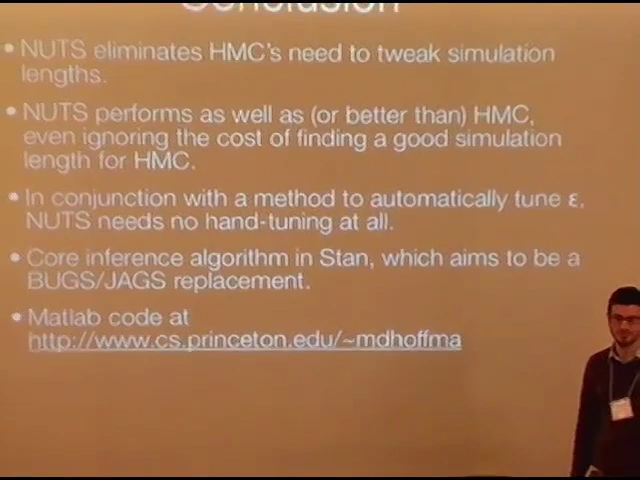 Conclusion
• NUTS eliminates HMC's need to tweak simulation
lengths.
• NUTS performs as well as (or better than) HMC,
even ignoring the cost of finding a good simulation
length for HMC.
• In conjunction with a method to automatically tune ε,
NUTS needs no hand-tuning at all.
• Core inference algorithm in Stan, which aims to be a
BUGS/JAGS replacement.
• Matlab code at
http://www.cs.princeton.edu/~mdhoffma